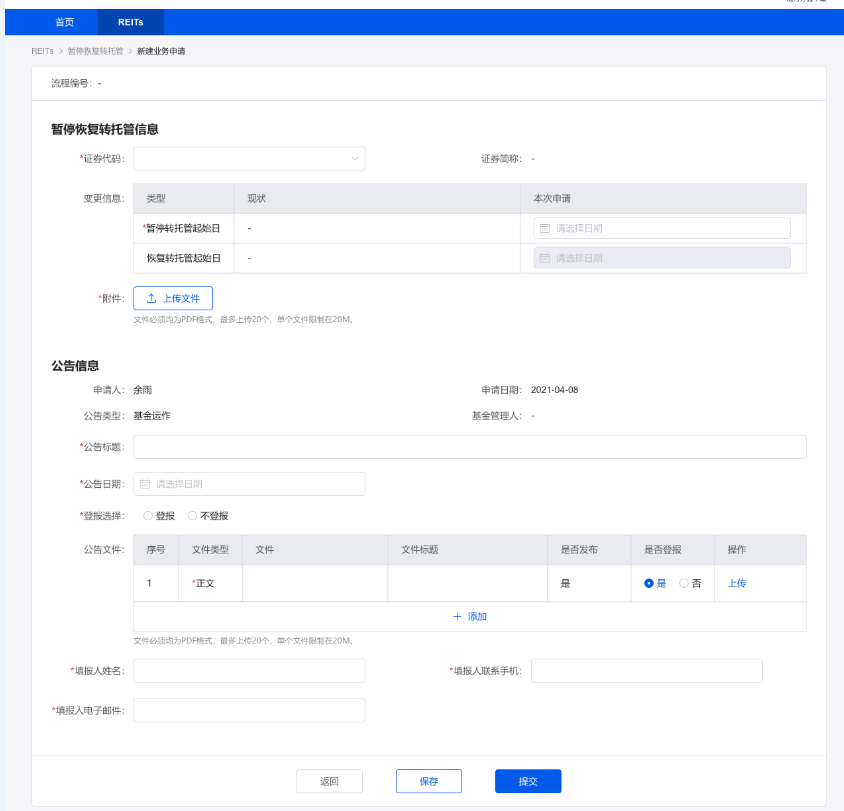 首页 REITs
REITs > 暂停恢复转托管 > 新建业务申请
流程编号： -
暂停恢复转托管信息
*证券代码： 证券简称： -
变更信息： 类型 现状 本次申请
*暂停转托管起始日 - 请选择日期
恢复转托管起始日 - 请选择日期
*附件： 上传文件
文件必须均为PDF格式，最多上传20个，单个文件限制在20M。
公告信息
申请人： 余雨 申请日期： 2021-04-08
公告类型： 基金运作 基金管理人： -
*公告标题：
*公告日期： 请选择日期
*登报选择： 登报 不登报
公告文件： 序号 文件类型 文件 文件标题 是否发布 是否登报 操作
1 *正文 是 是 否 上传
+ 添加
文件必须均为PDF格式，最多上传20个，单个文件限制在20M。
*填报人姓名： *填报人联系手机：
*填报人电子邮件：
返回 保存 提交